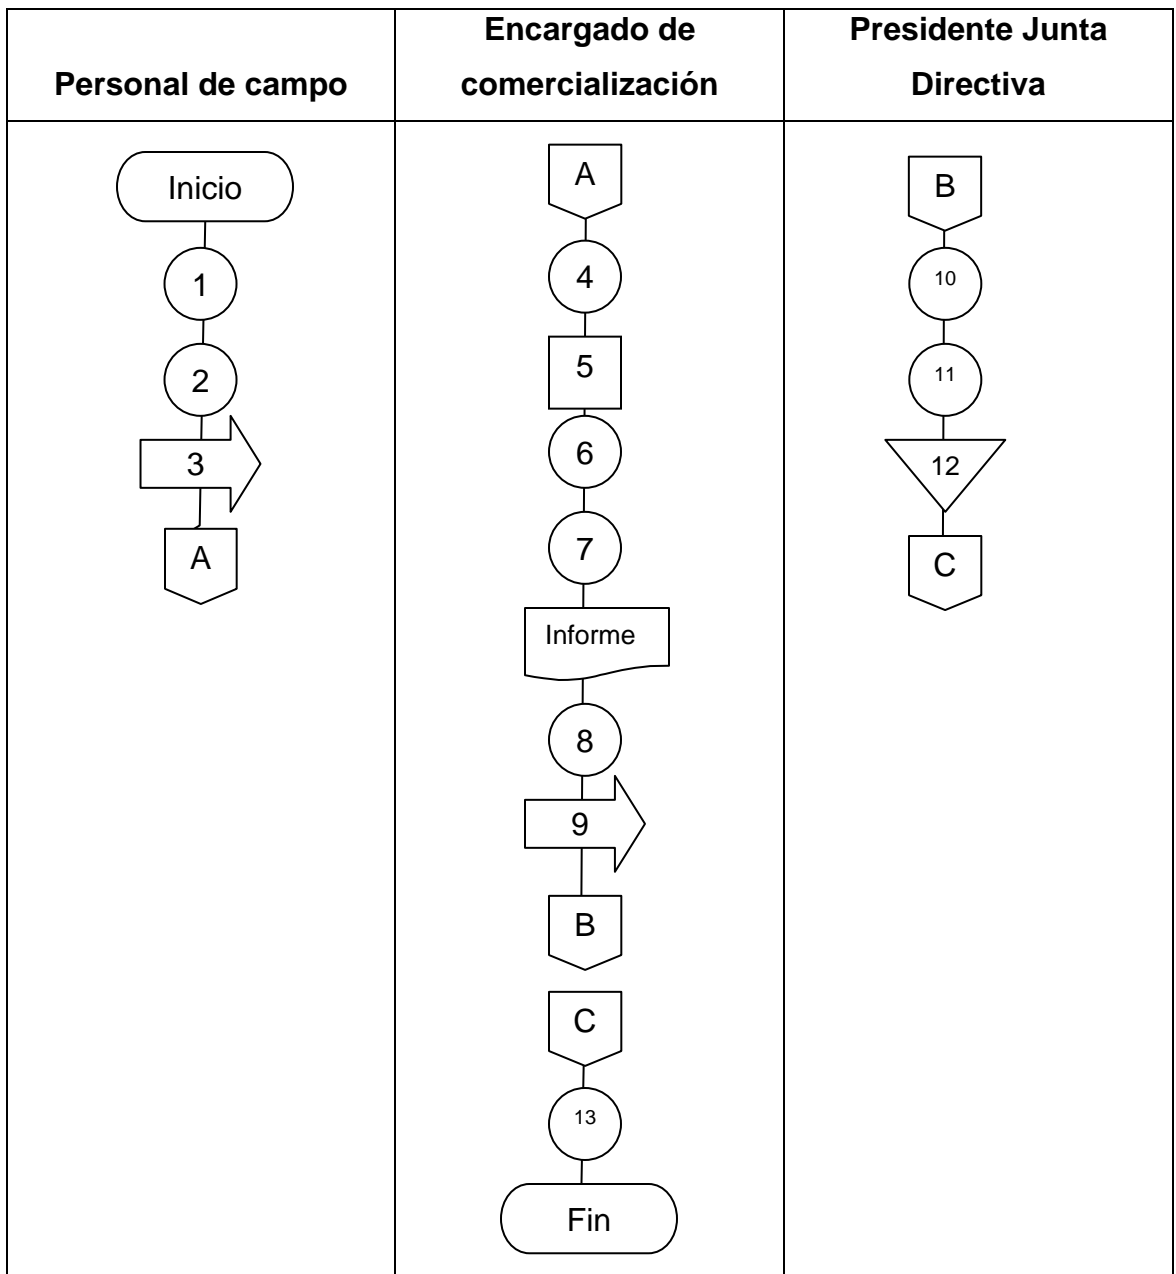 Personal de campo
Encargado de
comercialización
Presidente Junta
Directiva
Inicio
1
2
3
A
A
4
5
6
7
Informe
8
9
B
C
13
Fin
B
10
11
12
C